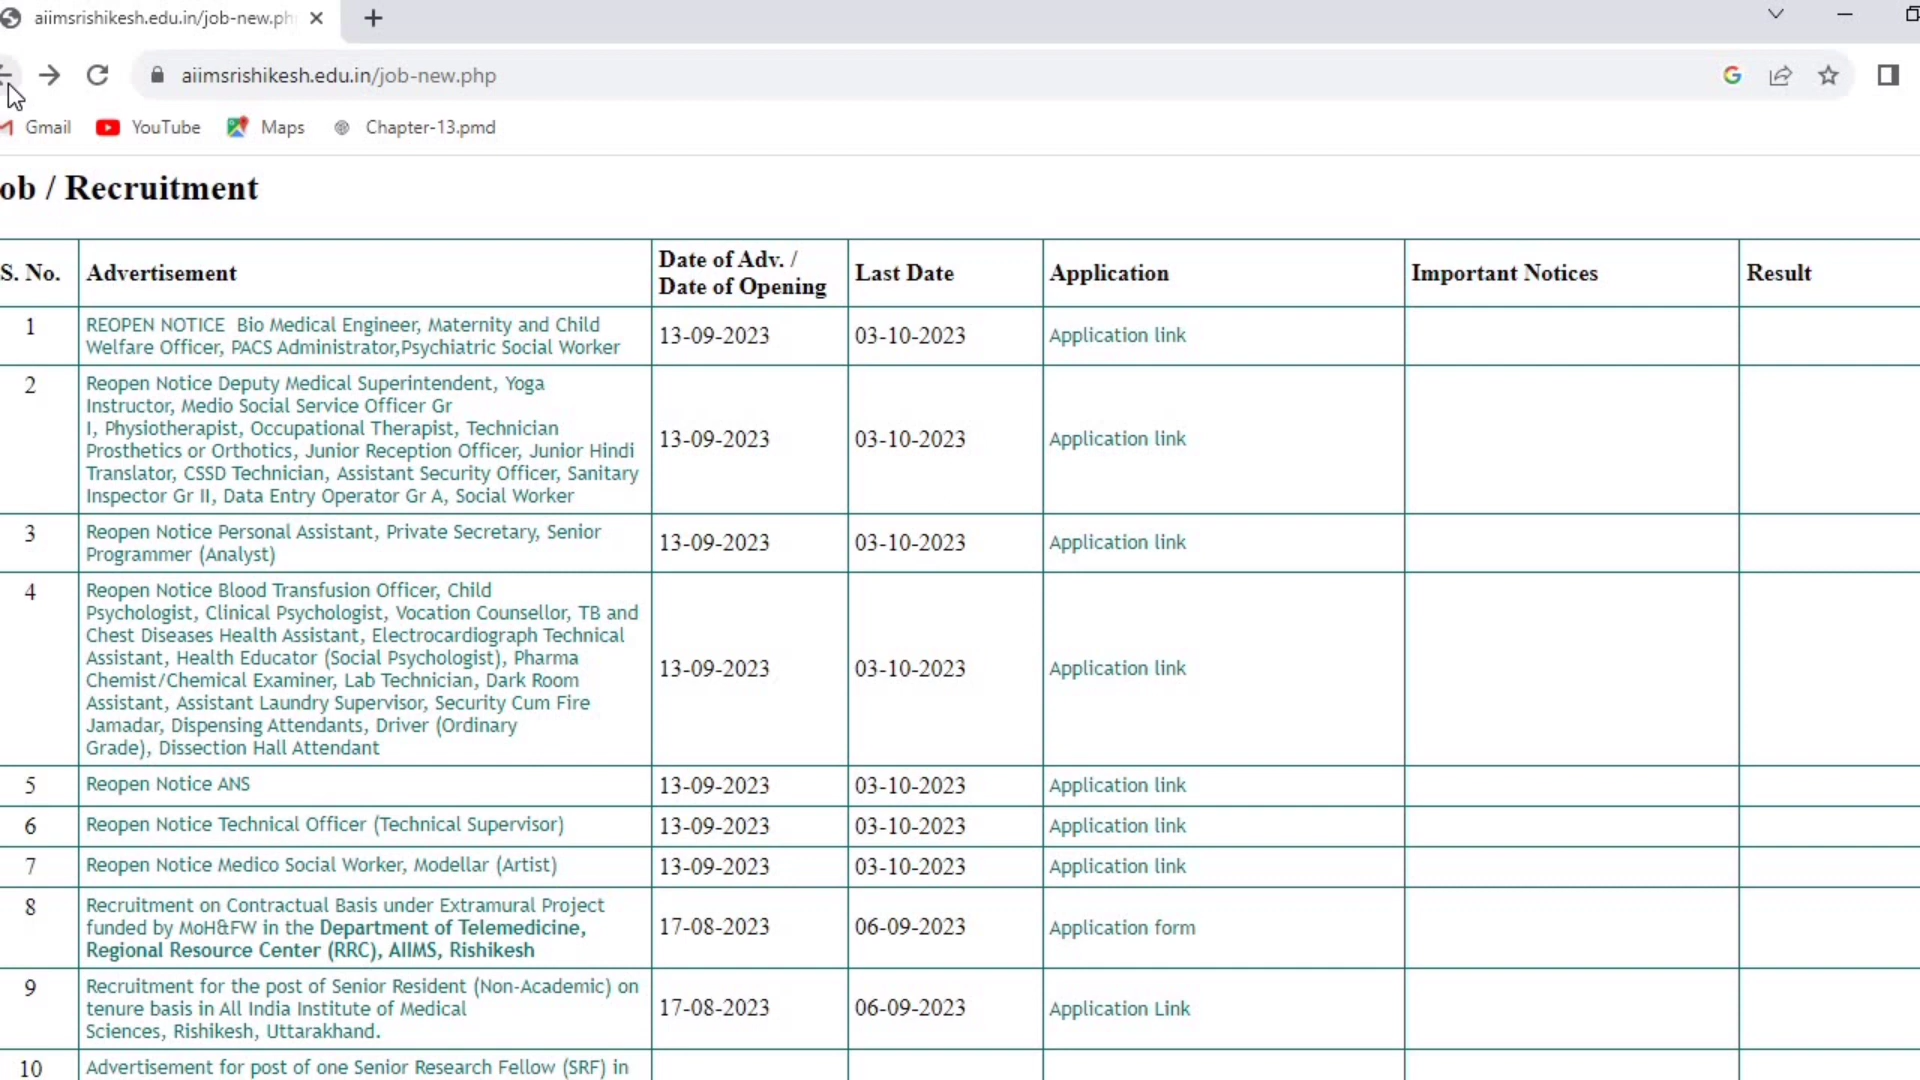 aiimsrishikesh.edu.in/job-new.ph
aiimsrishikesh.edu.in/job-new.php
Gmail YouTube Maps Chapter-13.pmd
ob / Recruitment
S. No. Advertisement Date of Adv. / Date of Opening Last Date Application Important Notices Result
1 REOPEN NOTICE Bio Medical Engineer, Maternity and Child
Welfare Officer, PACS Administrator,Psychiatric Social Worker
13-09-2023 03-10-2023 Application link
2 Reopen Notice Deputy Medical Superintendent, Yoga
Instructor, Medio Social Service Officer Gr
I, Physiotherapist, Occupational Therapist, Technician
Prosthetics or Orthotics, Junior Reception Officer, Junior Hindi
Translator, CSSD Technician, Assistant Security Officer, Sanitary
Inspector Gr II, Data Entry Operator Gr A, Social Worker
13-09-2023 03-10-2023 Application link
3 Reopen Notice Personal Assistant, Private Secretary, Senior
Programmer (Analyst)
13-09-2023 03-10-2023 Application link
4 Reopen Notice Blood Transfusion Officer, Child
Psychologist, Clinical Psychologist, Vocation Counsellor, TB and
Chest Diseases Health Assistant, Electrocardiograph Technical
Assistant, Health Educator (Social Psychologist), Pharma
Chemist/Chemical Examiner, Lab Technician, Dark Room
Assistant, Assistant Laundry Supervisor, Security Cum Fire
Jamadar, Dispensing Attendants, Driver (Ordinary
Grade), Dissection Hall Attendant
13-09-2023 03-10-2023 Application link
5 Reopen Notice ANS 13-09-2023 03-10-2023 Application link
6 Reopen Notice Technical Officer (Technical Supervisor) 13-09-2023 03-10-2023 Application link
7 Reopen Notice Medico Social Worker, Modellar (Artist) 13-09-2023 03-10-2023 Application link
8 Recruitment on Contractual Basis under Extramural Project
funded by MoH&FW in the Department of Telemedicine,
Regional Resource Center (RRC), AIIMS, Rishikesh
17-08-2023 06-09-2023 Application form
9 Recruitment for the post of Senior Resident (Non-Academic) on
tenure basis in All India Institute of Medical
Sciences, Rishikesh, Uttarakhand.
17-08-2023 06-09-2023 Application Link
10 Advertisement for post of one Senior Research Fellow (SRF) in